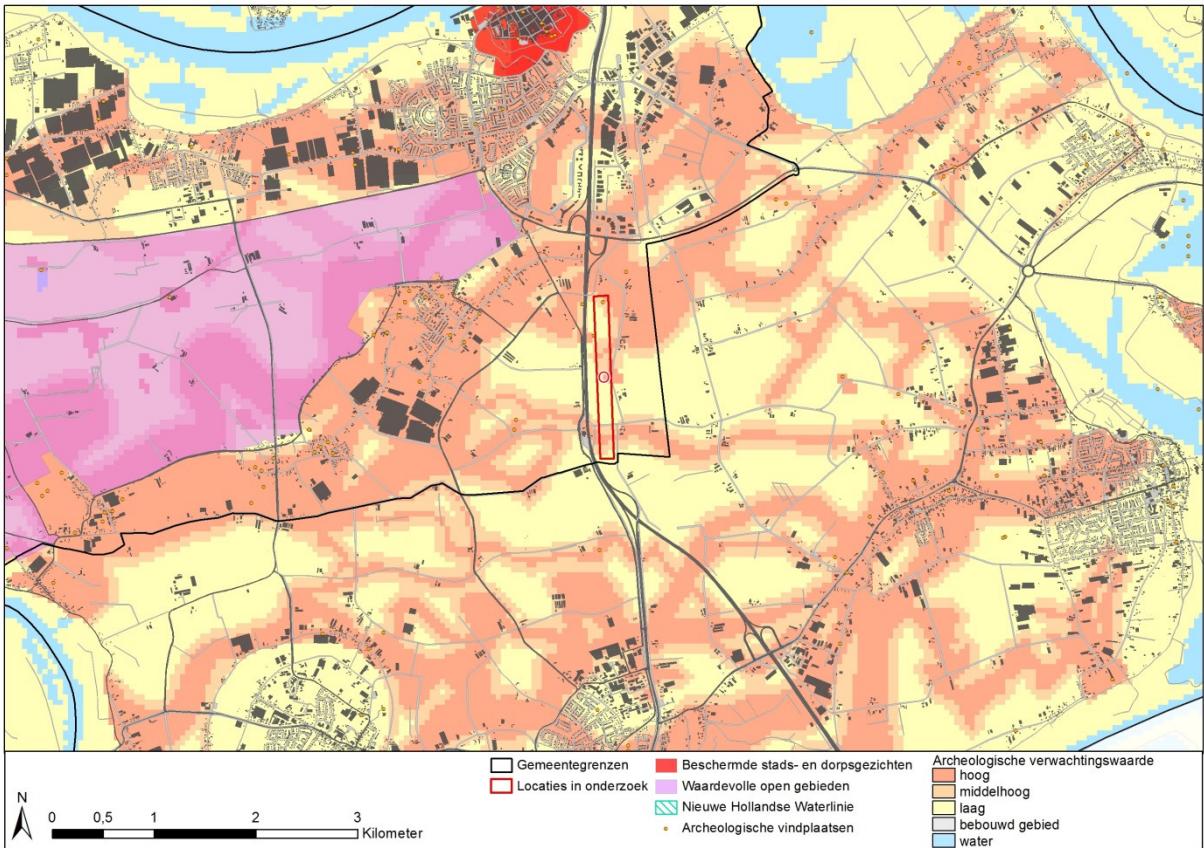 N
0 0,5 1 2 3
Kilometer
Gemeentegrenzen
Locaties in onderzoek
Beschermde stads- en dorpsgezichten
Waardevolle open gebieden
Nieuwe Hollandse Waterlinie
Archeologische vindplaatsen
Archeologische verwachtingswaarde
hoog
middelhoog
laag
bebouwd gebied
water